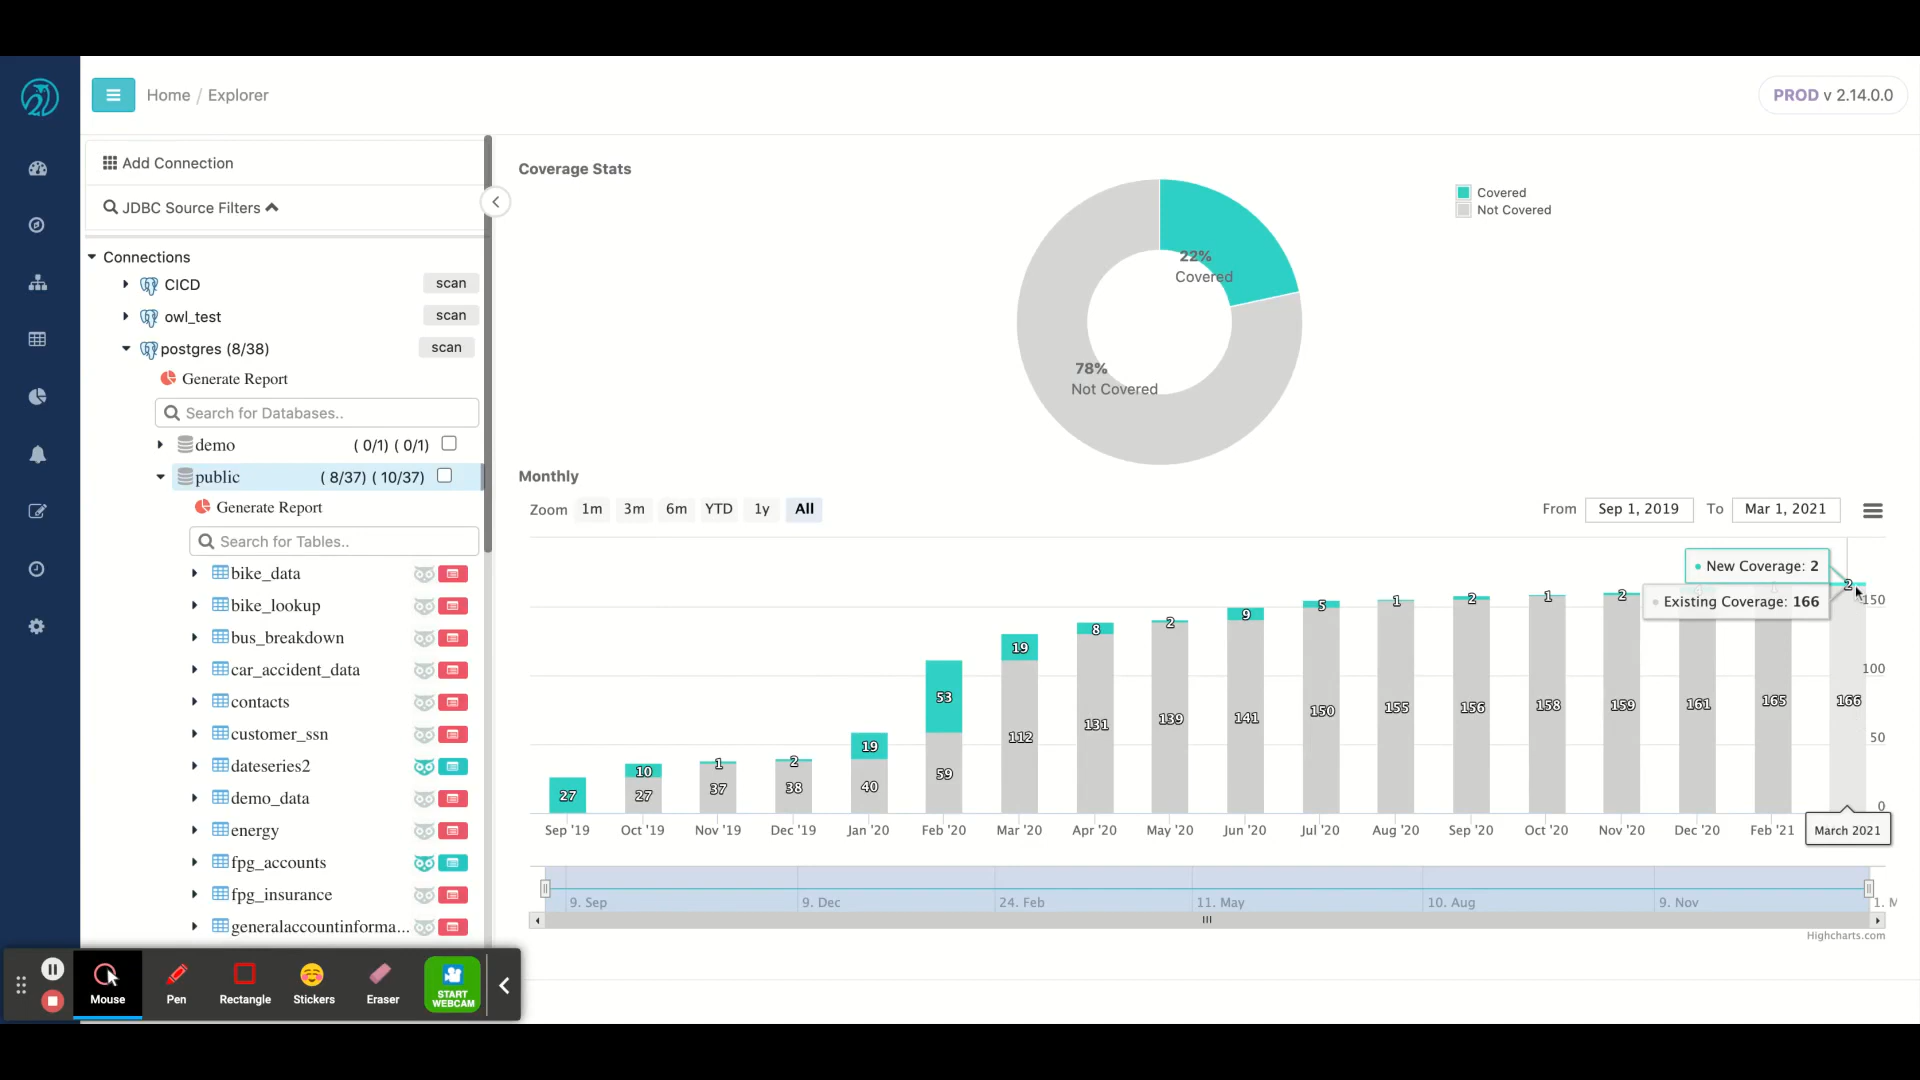 Home / Explorer
PROD v 2.14.0.0
Add Connection
JDBC Source Filters
Connections
CICD scan
owl_test scan
postgres (8/38) scan
Generate Report
Search for Databases..
demo ( 0/1) ( 0/1)
public ( 8/37) ( 10/37)
Generate Report
Search for Tables..
bike_data
bike_lookup
bus_breakdown
car_accident_data
contacts
customer_ssn
dateseries2
demo_data
energy
fpg_accounts
fpg_insurance
generalaccountinforma...
Coverage Stats
Covered
Not Covered
22%
Covered
78%
Not Covered
Monthly
Zoom 1m 3m 6m YTD 1y All
From Sep 1, 2019 To Mar 1, 2021
New Coverage: 2
Existing Coverage: 166
27 10 1 2 19 53 19 8 2 9 5 1 2 1 2 2
27 37 38 40 59 112 131 139 141 150 155 156 158 159 161 165 166
150
100
50
0
Sep '19 Oct '19 Nov '19 Dec '19 Jan '20 Feb '20 Mar '20 Apr '20 May '20 Jun '20 Jul '20 Aug '20 Sep '20 Oct '20 Nov '20 Dec '20 Feb '21 March 2021
9. Sep 9. Dec 24. Feb 11. May 10. Aug 9. Nov 1. M
Highcharts.com
Mouse Pen Rectangle Stickers Eraser
START
WEBCAM